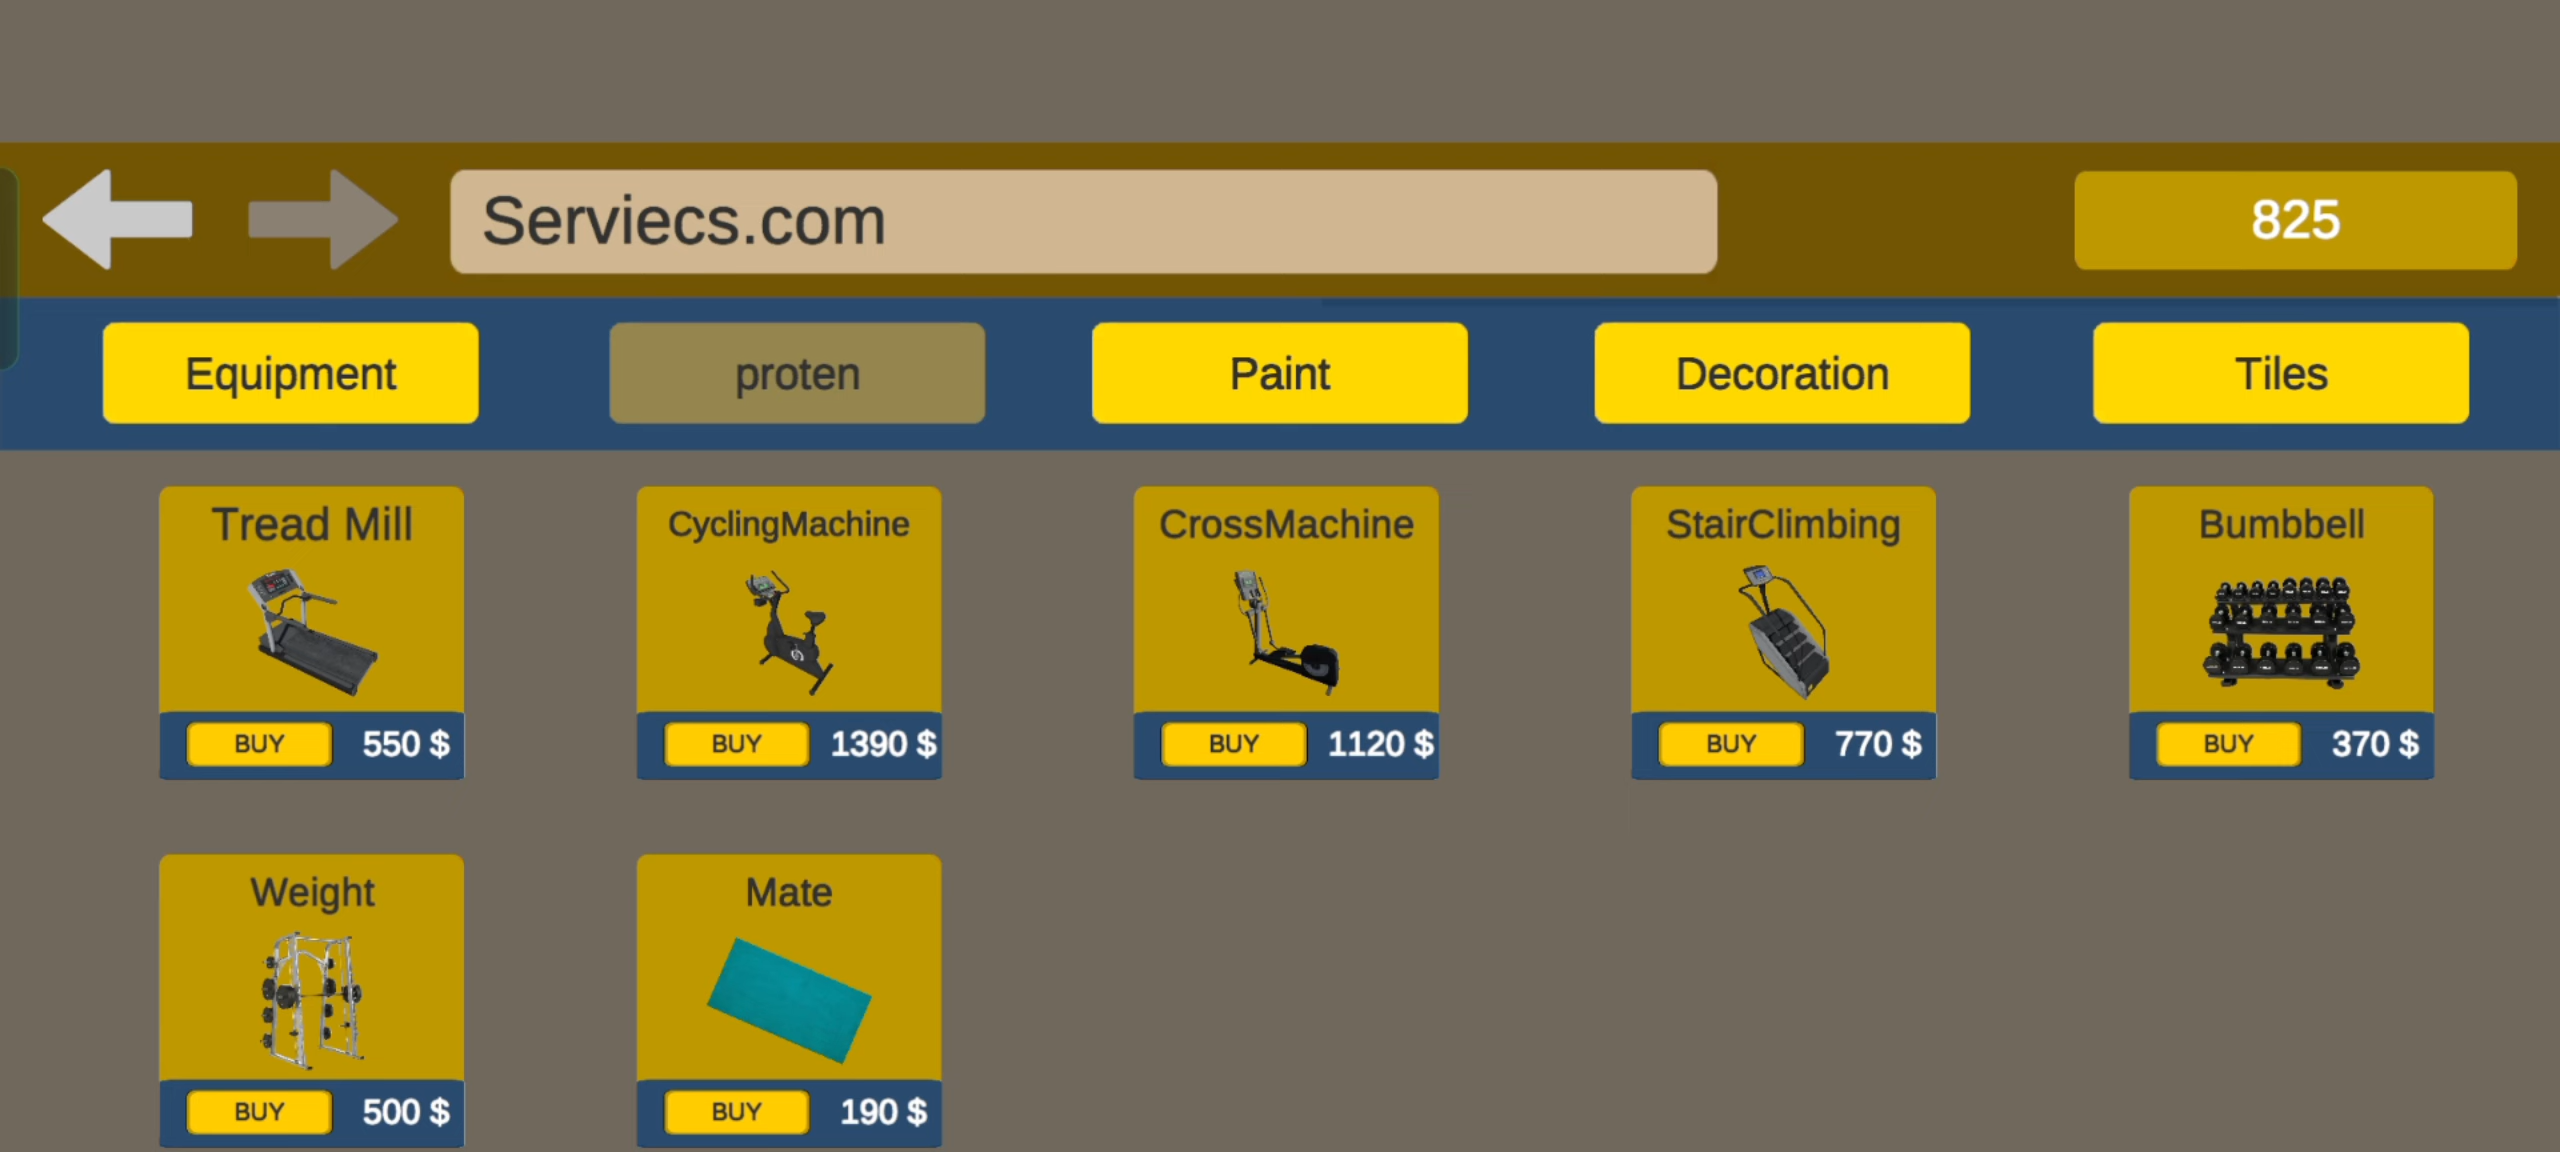 Serviecs.com
825
Equipment
proten
Paint
Decoration
Tiles
Tread Mill
CyclingMachine
CrossMachine
StairClimbing
Bumbbell
BUY 550 $
BUY 1390 $
BUY 1120 $
BUY 770 $
BUY 370 $
Weight
Mate
BUY 500 $
BUY 190 $